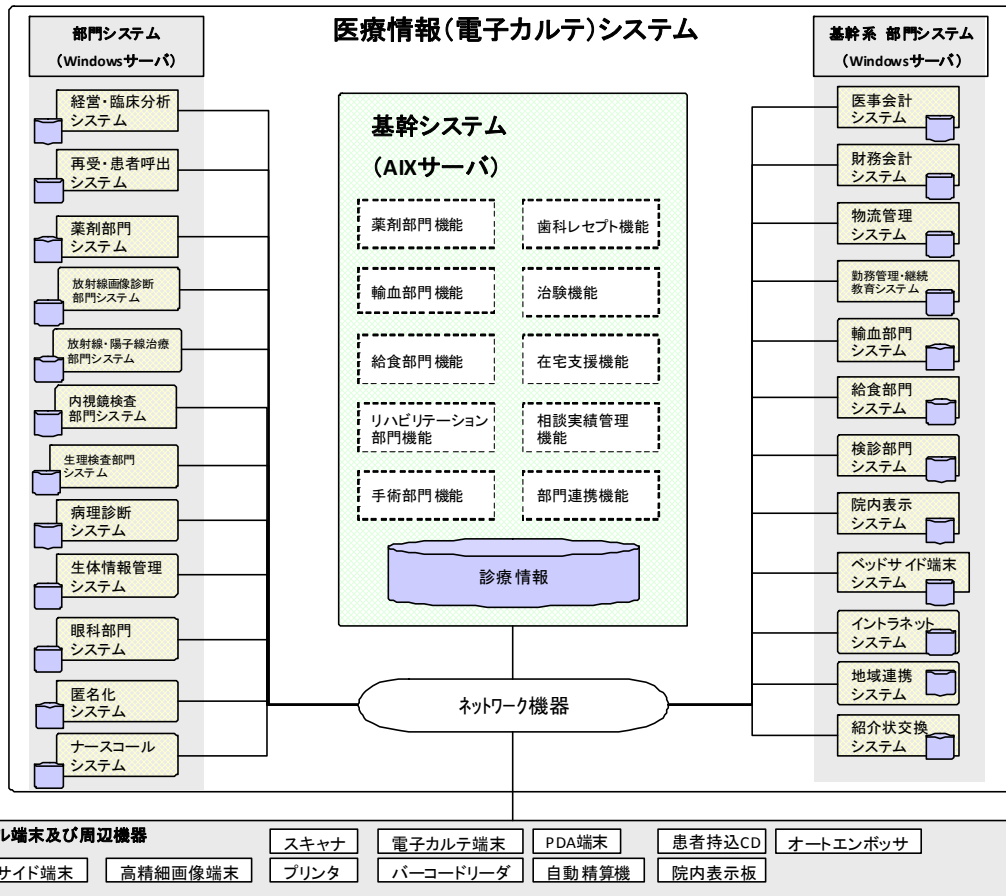 医療情報(電子カルテ)システム
部門システム
(Windowsサーバ)
経営・臨床分析
システム
再受・患者呼出
システム
薬剤部門
システム
放射線画像診断
部門システム
放射線・陽子線治療
部門システム
内視鏡検査
部門システム
生理検査部門
システム
病理診断
システム
生体情報管理
システム
眼科部門
システム
匿名化
システム
ナースコール
システム
基幹システム
(AIXサーバ)
薬剤部門機能
歯科レセプト機能
輸血部門機能
治験機能
給食部門機能
在宅支援機能
リハビリテーション
部門機能
相談実績管理
機能
手術部門機能
部門連携機能
診療情報
ネットワーク機器
基幹系 部門システム
(Windowsサーバ)
医事会計
システム
財務会計
システム
物流管理
システム
勤務管理・継続
教育システム
輸血部門
システム
給食部門
システム
検診部門
システム
院内表示
システム
ベッドサイド端末
システム
イントラネット
システム
地域連携
システム
紹介状交換
システム
ル端末及び周辺機器
スキャナ
電子カルテ端末
PDA端末
患者持込CD
オートエンボッサ
サイド端末
高精細画像端末
プリンタ
バーコードリーダ
自動精算機
院内表示板